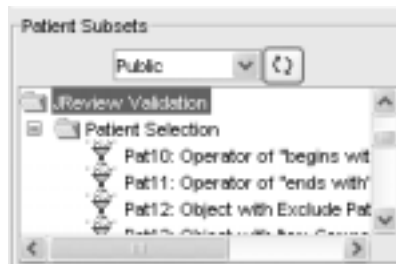 Patient Subsets
Public
JReview Validation
Patient Selection
Pat10: Operator of "begins wit
Pat11: Operator of "ends with"
Pat12: Object with Exclude Pat